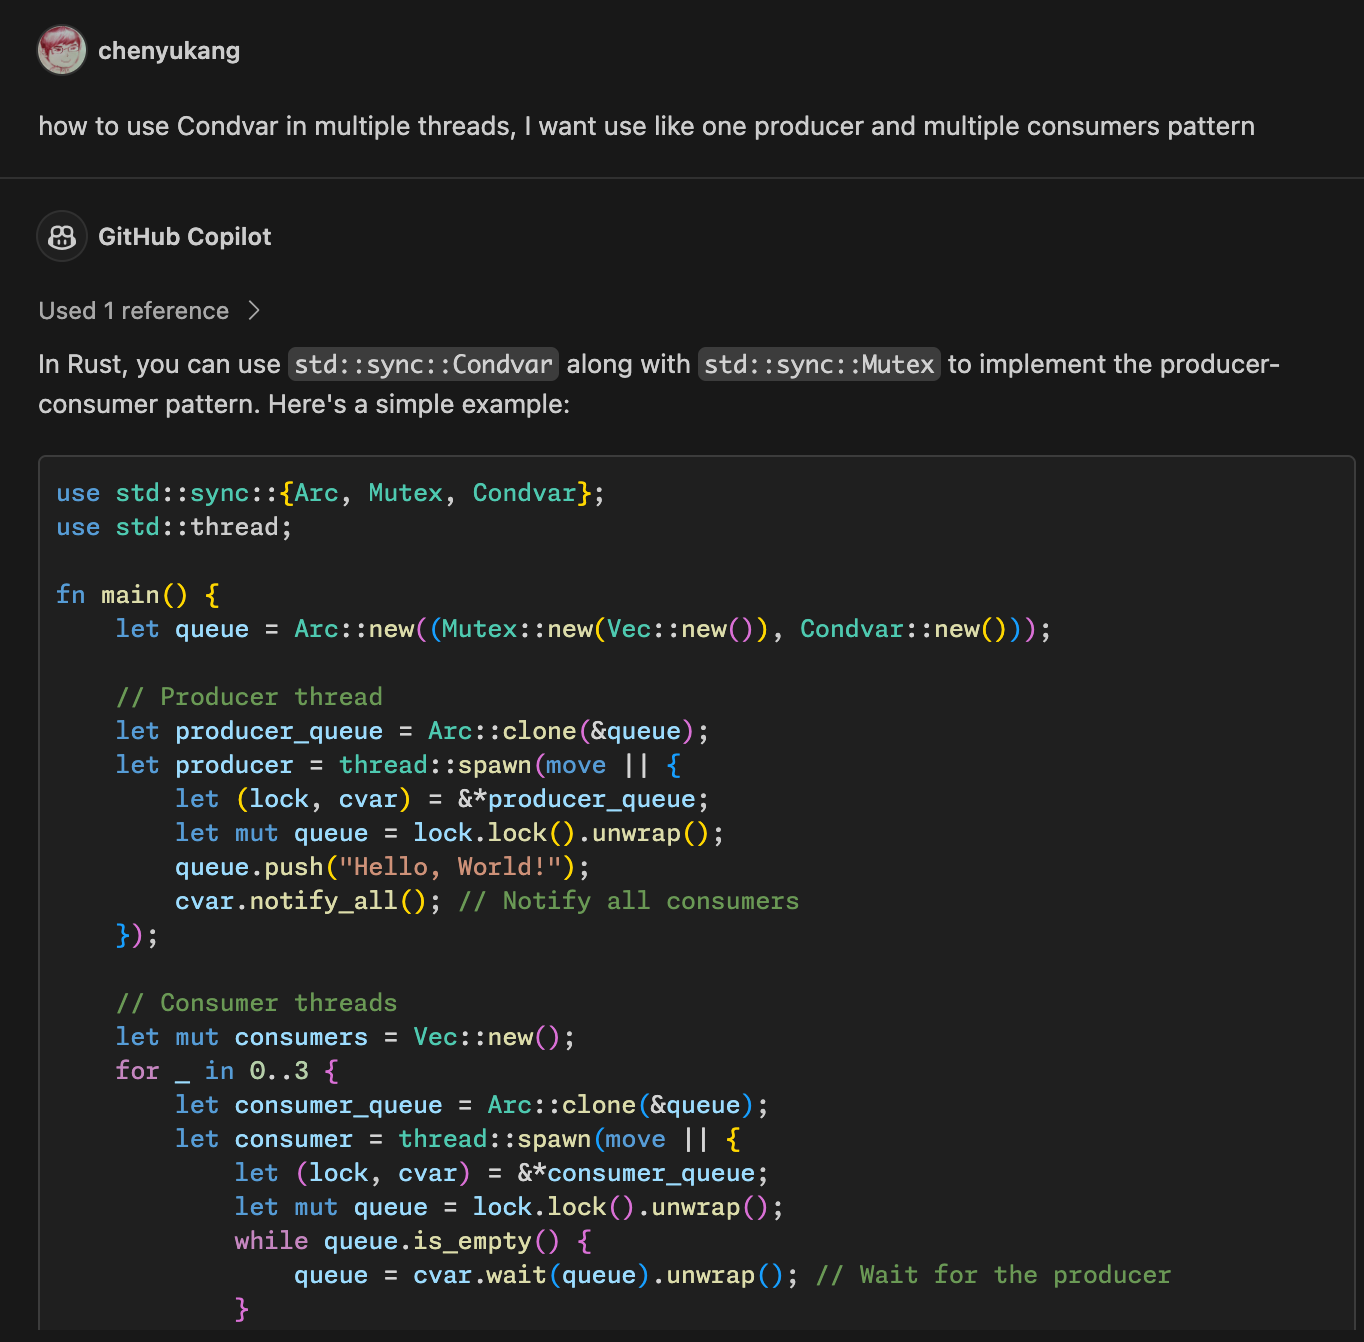 chenyukang
how to use Condvar in multiple threads, I want use like one producer and multiple consumers pattern
GitHub Copilot
Used 1 reference
In Rust, you can use std::sync::Condvar along with std::sync::Mutex to implement the producer-
consumer pattern. Here's a simple example:
use std::sync::{Arc, Mutex, Condvar};
use std::thread;
fn main() {
    let queue = Arc::new((Mutex::new(Vec::new()), Condvar::new()));
    // Producer thread
    let producer_queue = Arc::clone(&queue);
    let producer = thread::spawn(move || {
        let (lock, cvar) = &*producer_queue;
        let mut queue = lock.lock().unwrap();
        queue.push("Hello, World!");
        cvar.notify_all(); // Notify all consumers
    });
    // Consumer threads
    let mut consumers = Vec::new();
    for _ in 0..3 {
        let consumer_queue = Arc::clone(&queue);
        let consumer = thread::spawn(move || {
            let (lock, cvar) = &*consumer_queue;
            let mut queue = lock.lock().unwrap();
            while queue.is_empty() {
                queue = cvar.wait(queue).unwrap(); // Wait for the producer
            }